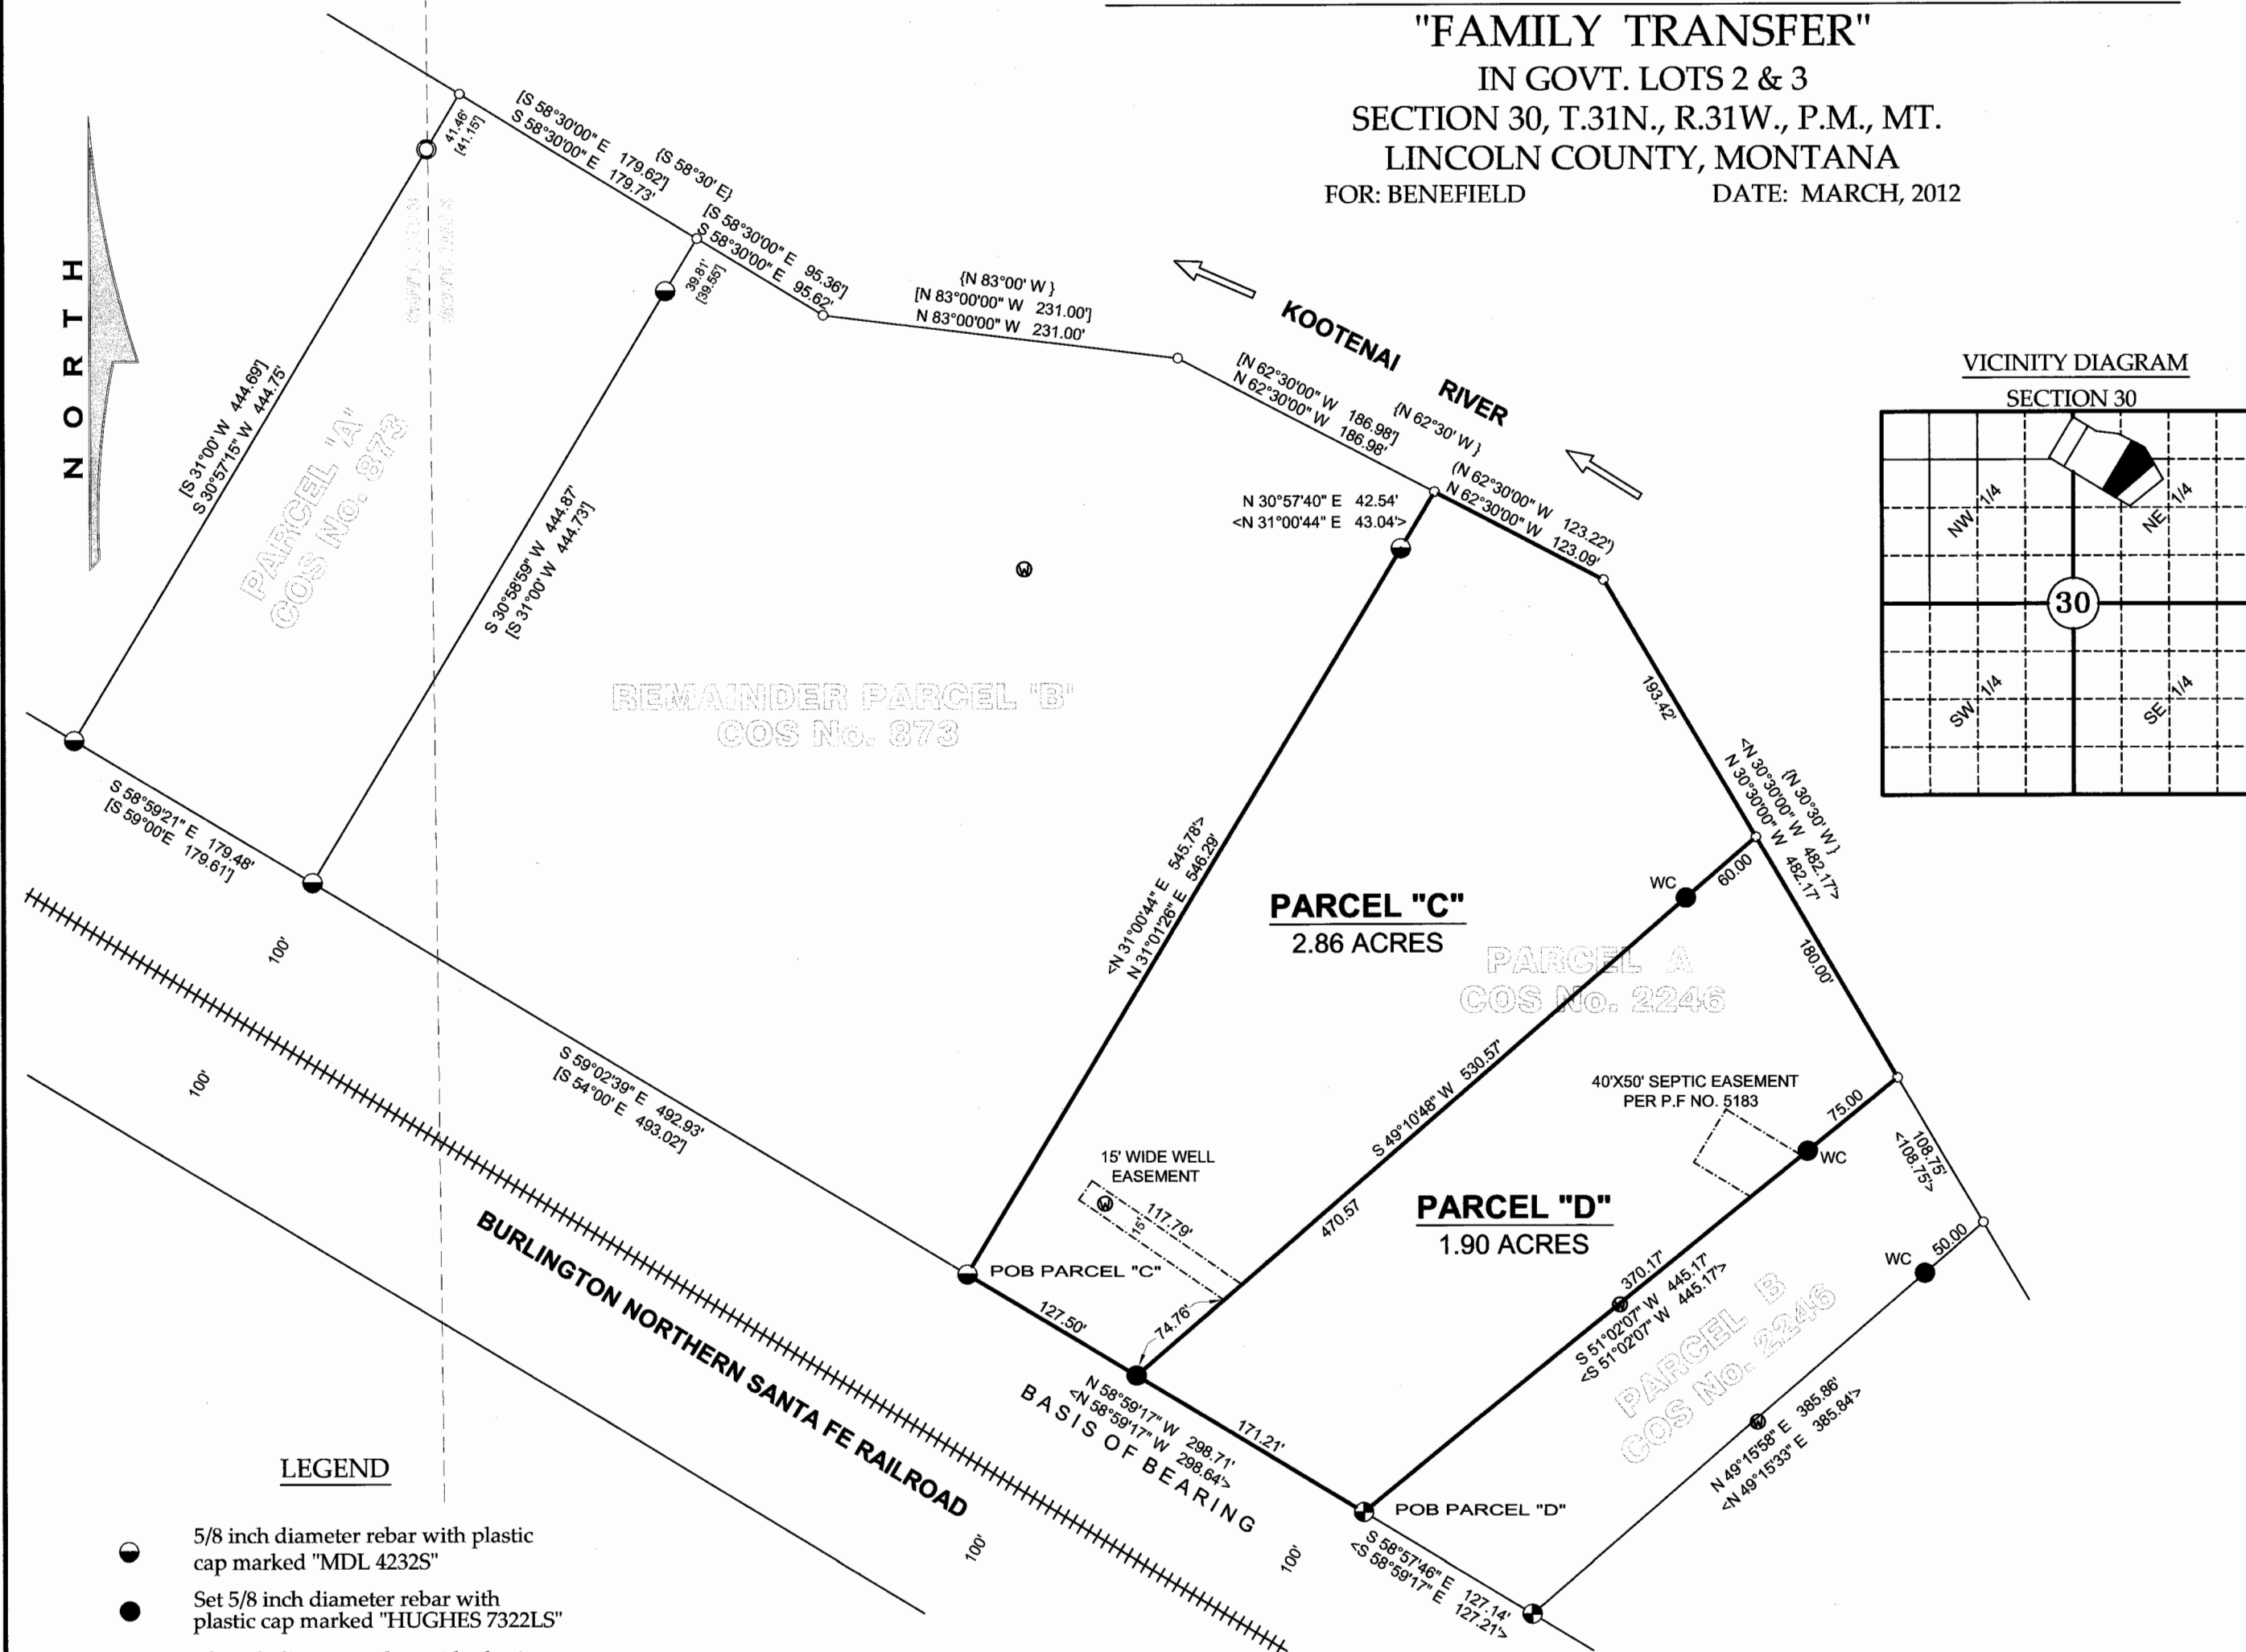 "FAMILY TRANSFER"
IN GOVT. LOTS 2 & 3
SECTION 30, T.31N., R.31W., P.M., MT.
LINCOLN COUNTY, MONTANA
FOR: BENEFIELD DATE: MARCH, 2012
NORTH
41.46'
[41.15']
[S 58°30'00" E 179.62']
S 58°30'00" E 179.73'
{S 58°30' E}
[S 58°30'00" E 95.36']
S 58°30'00" E 95.62'
39.81'
[39.55']
{N 83°00' W }
[N 83°00'00" W 231.00']
N 83°00'00" W 231.00'
KOOTENAI RIVER
[N 62°30'00" W 186.98']
N 62°30'00" W 186.98'
{N 62°30' W }
(N 62°30'00" W 123.22')
N 62°30'00" W 123.09'
N 30°57'40" E 42.54'
<N 31°00'44" E 43.04'>
VICINITY DIAGRAM
SECTION 30
NW 1/4
NE 1/4
30
SW 1/4
SE 1/4
[S 31°00' W 444.69']
S 30°57'15" W 444.75'
PARCEL "A"
COS No. 873
S 30°58'59" W 444.87'
[S 31°00' W 444.73']
REMAINDER PARCEL "B"
COS No. 873
193.42'
{N 30°30' W }
<N 30°30'00" W 482.17'>
N 30°30'00" W 482.17'
S 58°59'21" E 179.48'
[S 59°00'E 179.61']
<N 31°00'44" E 545.78'>
N 31°01'26" E 546.29'
PARCEL "C"
2.86 ACRES
WC
60.00
PARCEL A
COS No. 2246
180.00'
100'
100'
S 59°02'39" E 492.93'
[S 54°00' E 493.02']
S 49°10'48" W 530.57'
40'X50' SEPTIC EASEMENT
PER P.F NO. 5183
75.00
WC
108.75'
<108.75'>
15' WIDE WELL
EASEMENT
117.79'
15'
470.57
PARCEL "D"
1.90 ACRES
WC
50.00
POB PARCEL "C"
127.50'
74.76'
370.17'
S 51°02'07" W 445.17'
<S 51°02'07" W 445.17'>
PARCEL B
COS No. 2246
BURLINGTON NORTHERN SANTA FE RAILROAD
N 58°59'17" W 298.71'
<N 58°59'17" W 298.64'>
BASIS OF BEARING
171.21'
N 49°15'58" E 385.86'
<N 49°15'33" E 385.84'>
POB PARCEL "D"
S 58°57'46" E 127.14'
<S 58°59'17" E 127.21'>
100'
100'
LEGEND
5/8 inch diameter rebar with plastic
cap marked "MDL 4232S"
Set 5/8 inch diameter rebar with
plastic cap marked "HUGHES 7322LS"